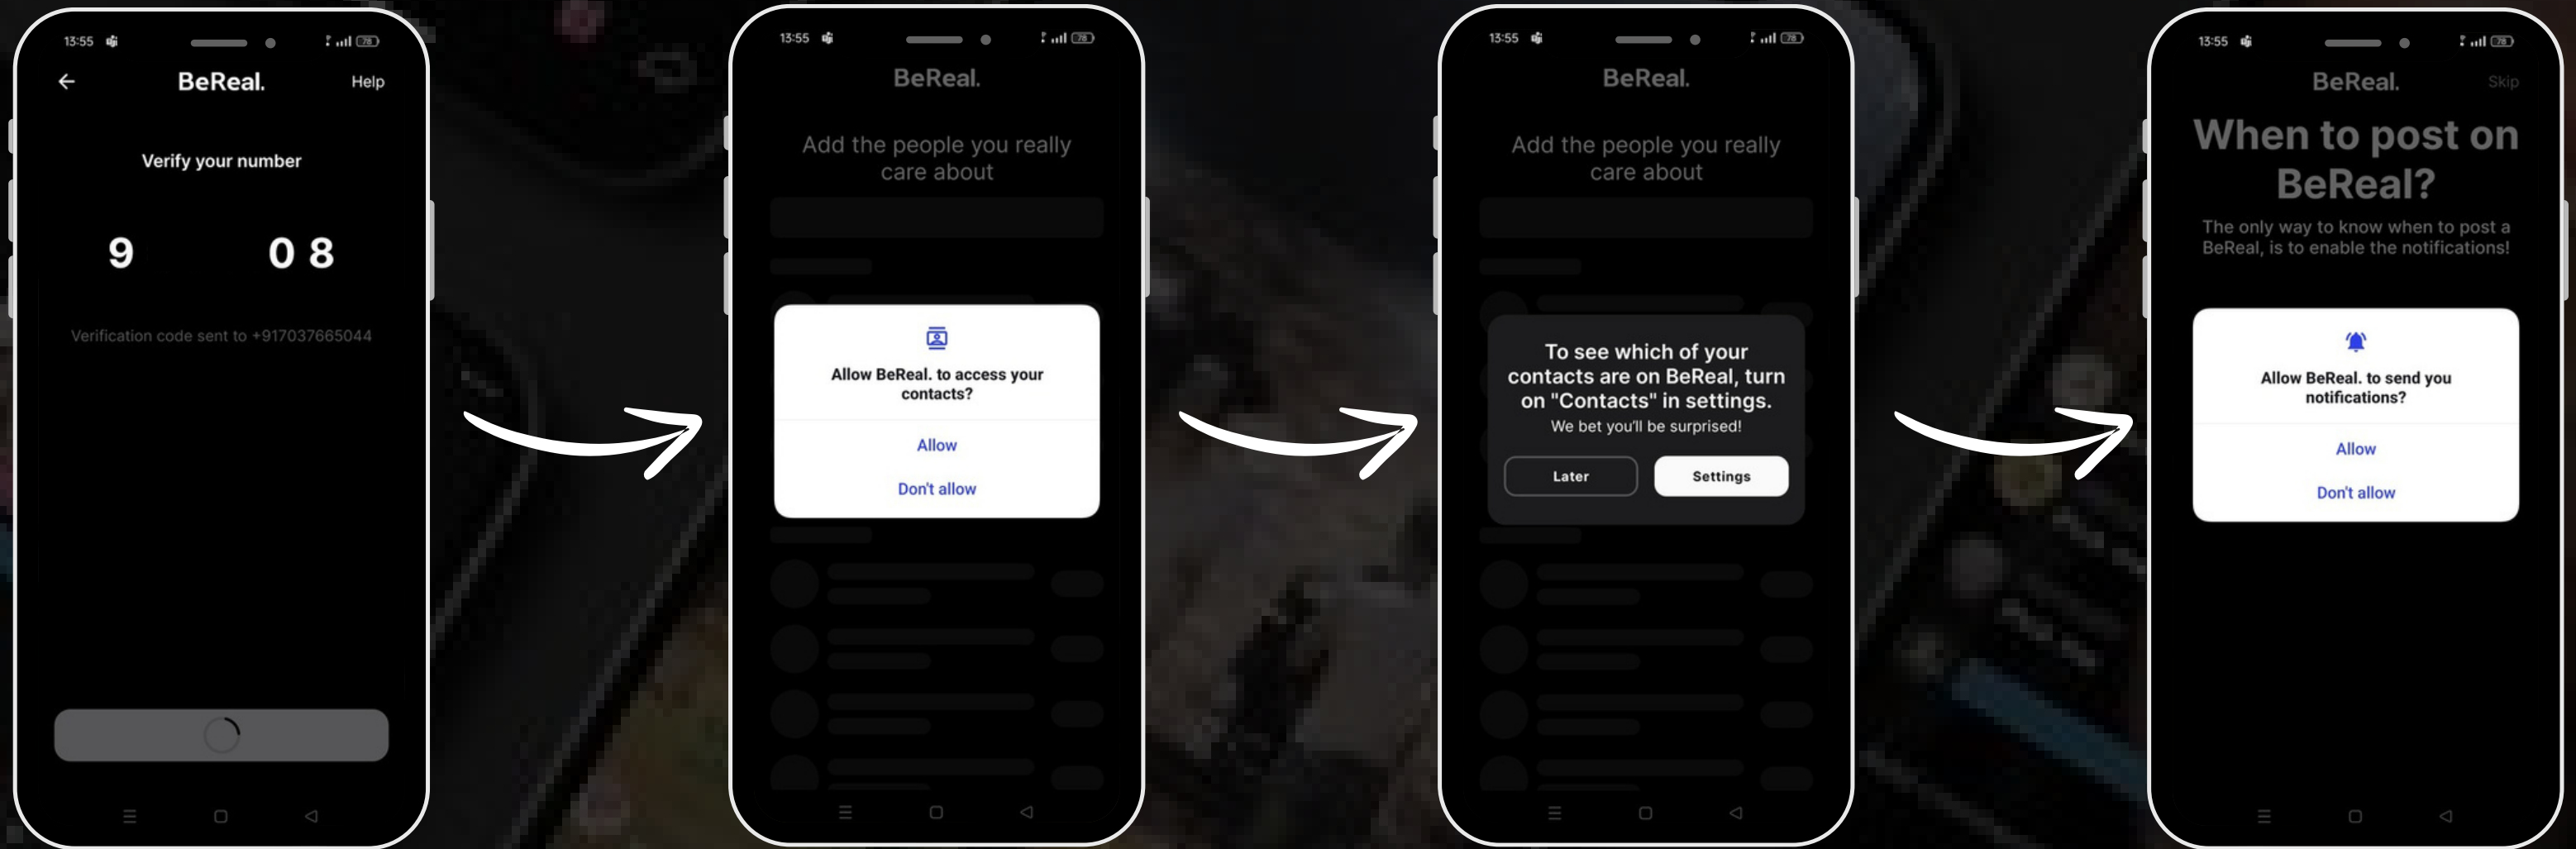 13:55
78
BeReal.
Help
Verify your number
9 0 8
Verification code sent to +917037665044
13:55
78
BeReal.
Add the people you really
care about
Allow BeReal. to access your
contacts?
Allow
Don't allow
13:55
78
BeReal.
Add the people you really
care about
To see which of your
contacts are on BeReal, turn
on "Contacts" in settings.
We bet you'll be surprised!
Later
Settings
13:55
78
BeReal.
Skip
When to post on
BeReal?
The only way to know when to post a
BeReal, is to enable the notifications!
Allow BeReal. to send you
notifications?
Allow
Don't allow